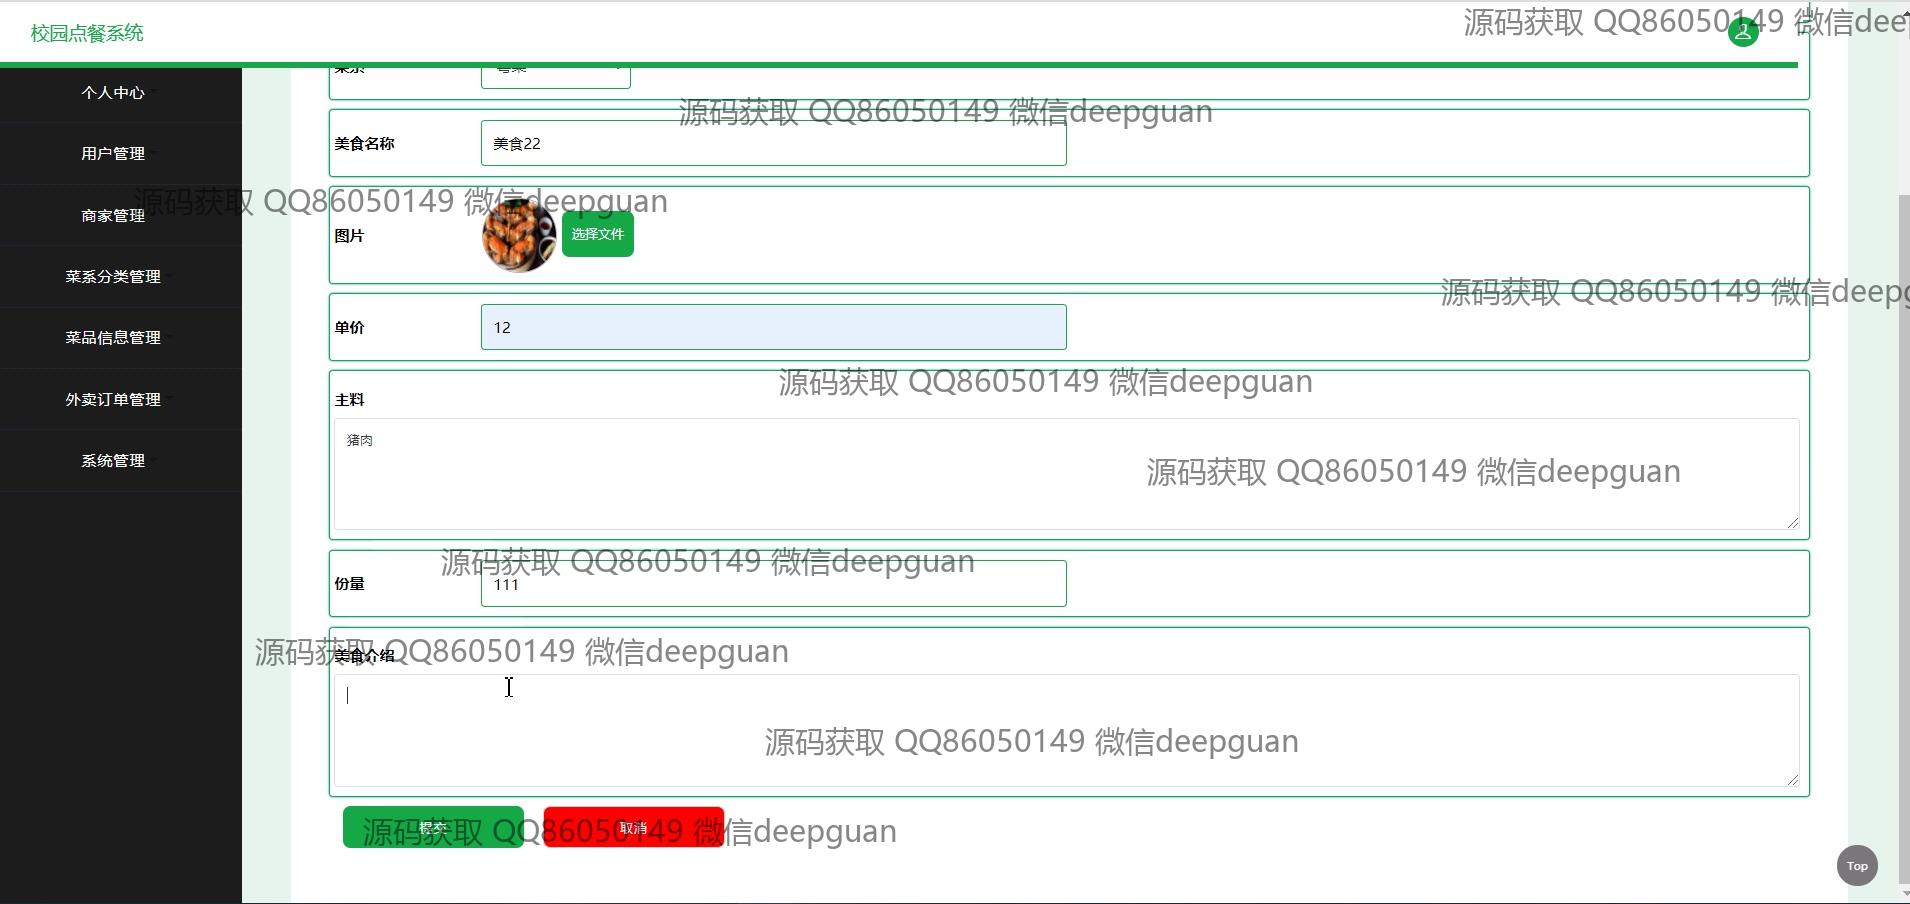 校园点餐系统
源码获取 QQ86050149 微信dee
个人中心
用户管理
商家管理
菜系分类管理
菜品信息管理
外卖订单管理
系统管理
源码获取 QQ86050149 微信deepguan
美食名称
美食22
源码获取 QQ86050149 微信deepguan
图片
选择文件
源码获取 QQ86050149 微信deepg
单价
12
源码获取 QQ86050149 微信deepguan
主料
猪肉
源码获取 QQ86050149 微信deepguan
源码获取 QQ86050149 微信deepguan
份量
111
源码获取 QQ86050149 微信deepguan
美食介绍
源码获取 QQ86050149 微信deepguan
提交
取消
源码获取 QQ86050149 微信deepguan
Top